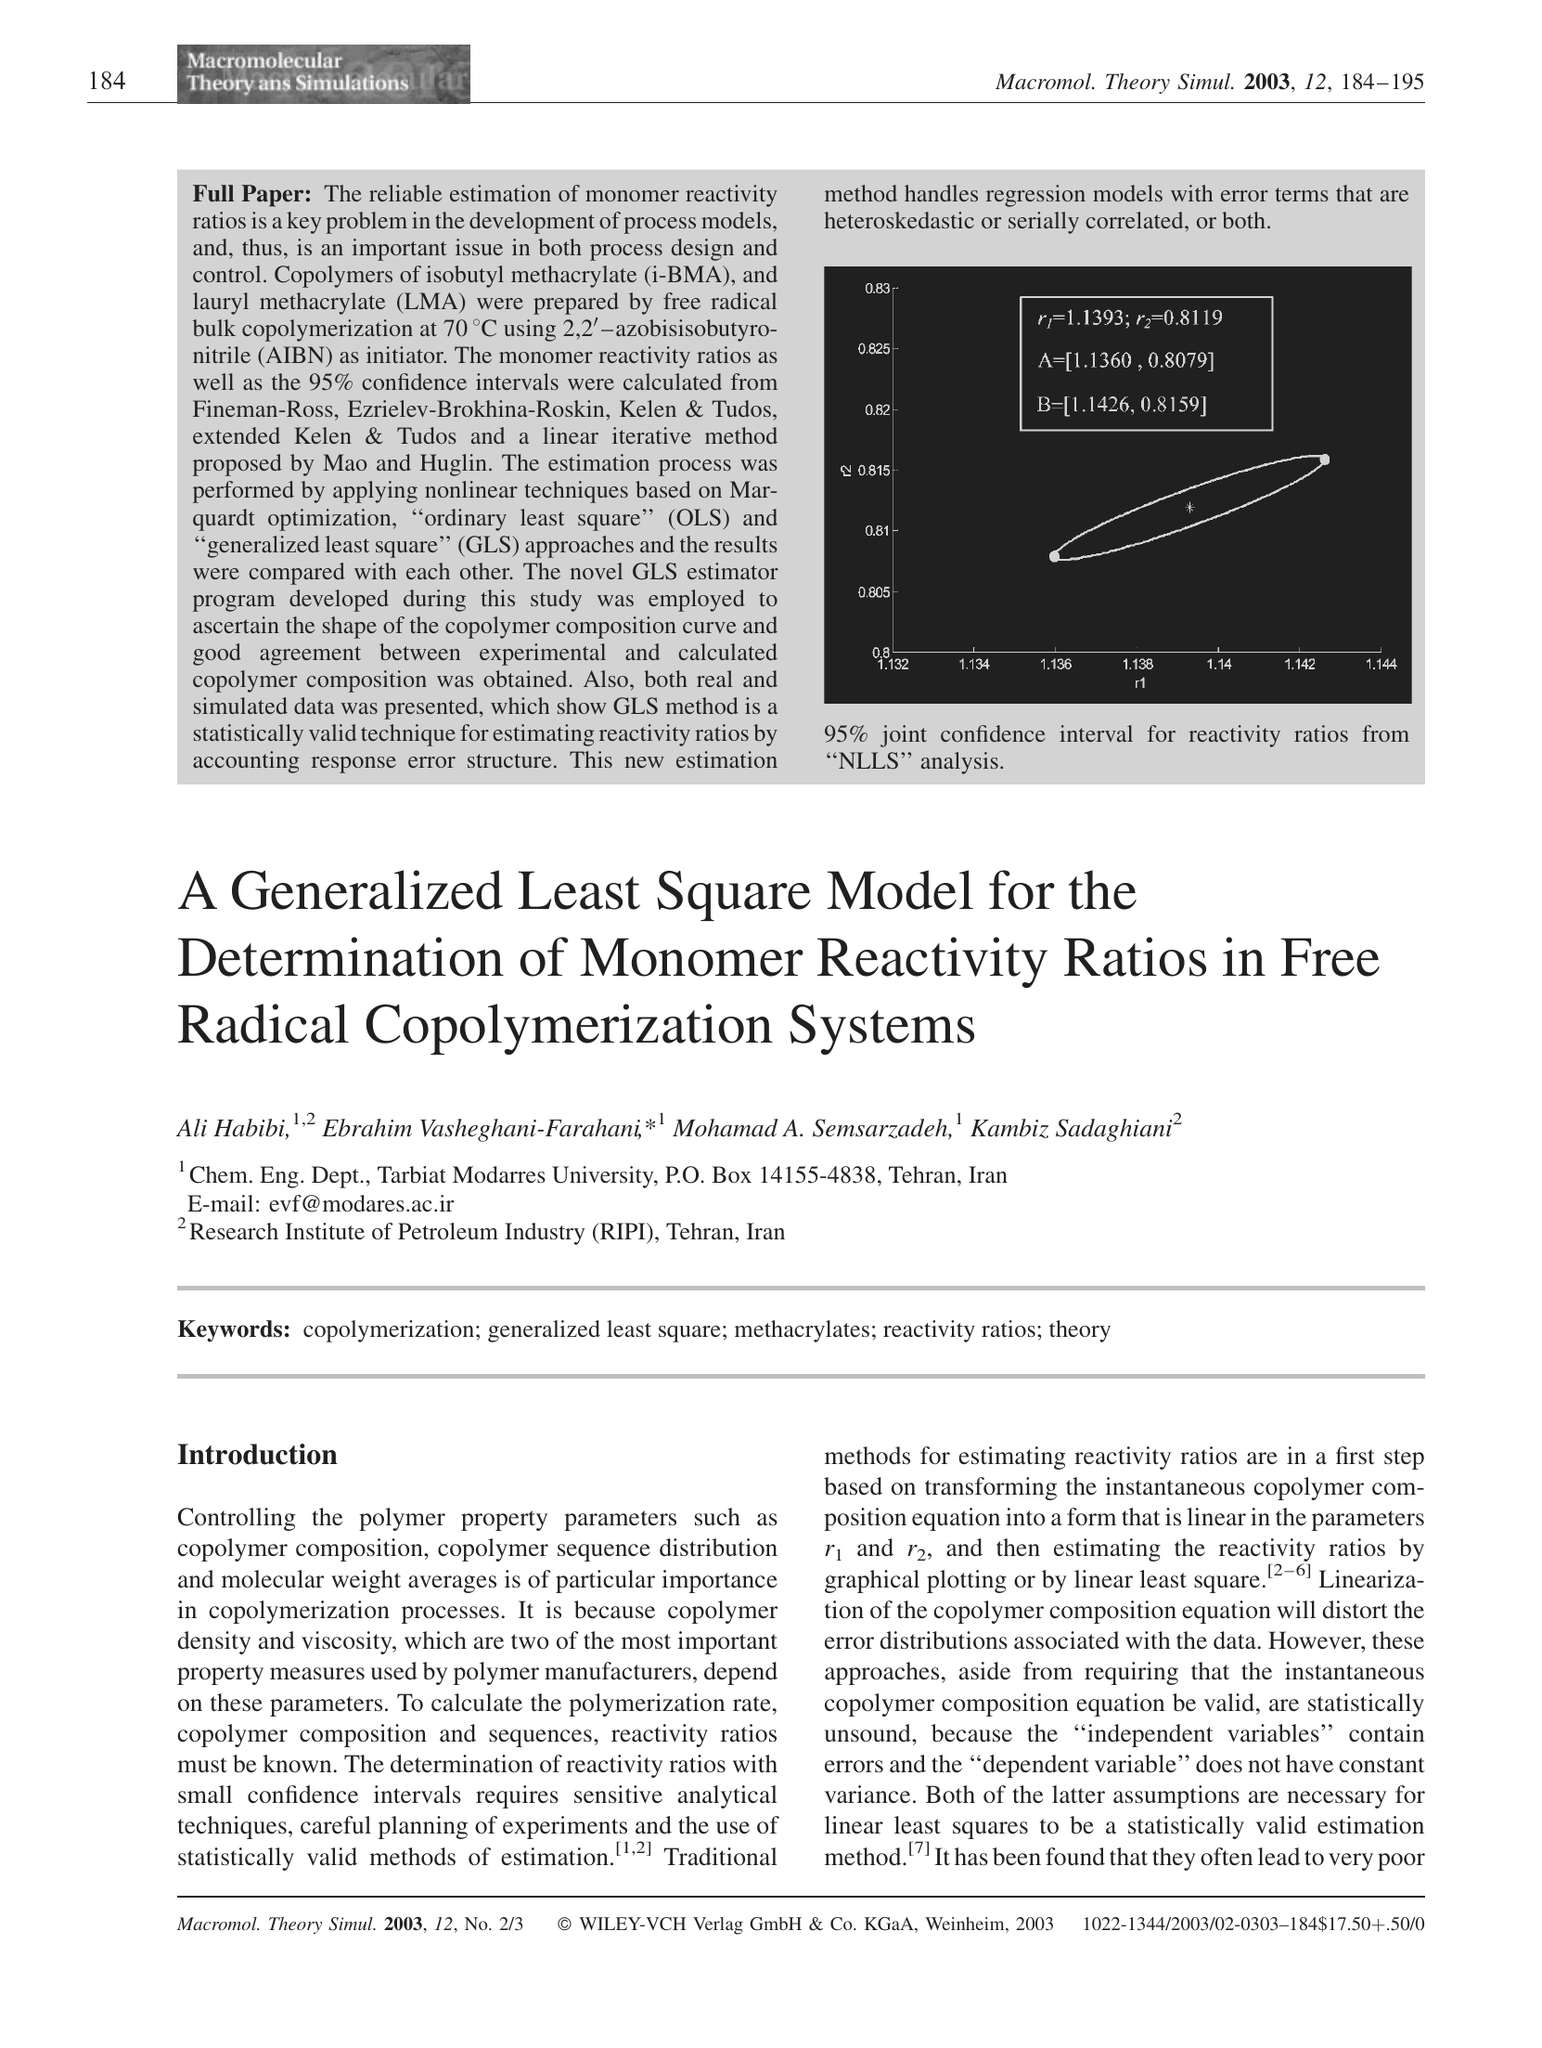 184
Macromolecular
Theory ans Simulations
Macromol. Theory Simul. 2003, 12, 184–195
Full Paper: The reliable estimation of monomer reactivity
ratios is a key problem in the development of process models,
and, thus, is an important issue in both process design and
control. Copolymers of isobutyl methacrylate (i-BMA), and
lauryl methacrylate (LMA) were prepared by free radical
bulk copolymerization at 70 °C using 2,2′–azobisisobutyro-
nitrile (AIBN) as initiator. The monomer reactivity ratios as
well as the 95% confidence intervals were calculated from
Fineman-Ross, Ezrielev-Brokhina-Roskin, Kelen & Tudos,
extended Kelen & Tudos and a linear iterative method
proposed by Mao and Huglin. The estimation process was
performed by applying nonlinear techniques based on Mar-
quardt optimization, ‘‘ordinary least square’’ (OLS) and
‘‘generalized least square’’ (GLS) approaches and the results
were compared with each other. The novel GLS estimator
program developed during this study was employed to
ascertain the shape of the copolymer composition curve and
good agreement between experimental and calculated
copolymer composition was obtained. Also, both real and
simulated data was presented, which show GLS method is a
statistically valid technique for estimating reactivity ratios by
accounting response error structure. This new estimation
method handles regression models with error terms that are
heteroskedastic or serially correlated, or both.
0.83
r1=1.1393; r2=0.8119
0.825
A=[1.1360 , 0.8079]
0.82
B=[1.1426, 0.8159]
r2
0.815
0.81
0.805
0.8
1.132 1.134 1.136 1.138 1.14 1.142 1.144
r1
95% joint confidence interval for reactivity ratios from
‘‘NLLS’’ analysis.
A Generalized Least Square Model for the
Determination of Monomer Reactivity Ratios in Free
Radical Copolymerization Systems
Ali Habibi,1,2 Ebrahim Vasheghani-Farahani,*1 Mohamad A. Semsarzadeh,1 Kambiz Sadaghiani2
1 Chem. Eng. Dept., Tarbiat Modarres University, P.O. Box 14155-4838, Tehran, Iran
E-mail: evf@modares.ac.ir
2 Research Institute of Petroleum Industry (RIPI), Tehran, Iran
Keywords: copolymerization; generalized least square; methacrylates; reactivity ratios; theory
Introduction
Controlling the polymer property parameters such as
copolymer composition, copolymer sequence distribution
and molecular weight averages is of particular importance
in copolymerization processes. It is because copolymer
density and viscosity, which are two of the most important
property measures used by polymer manufacturers, depend
on these parameters. To calculate the polymerization rate,
copolymer composition and sequences, reactivity ratios
must be known. The determination of reactivity ratios with
small confidence intervals requires sensitive analytical
techniques, careful planning of experiments and the use of
statistically valid methods of estimation.[1,2] Traditional
methods for estimating reactivity ratios are in a first step
based on transforming the instantaneous copolymer com-
position equation into a form that is linear in the parameters
r1 and r2, and then estimating the reactivity ratios by
graphical plotting or by linear least square.[2–6] Lineariza-
tion of the copolymer composition equation will distort the
error distributions associated with the data. However, these
approaches, aside from requiring that the instantaneous
copolymer composition equation be valid, are statistically
unsound, because the ‘‘independent variables’’ contain
errors and the ‘‘dependent variable’’ does not have constant
variance. Both of the latter assumptions are necessary for
linear least squares to be a statistically valid estimation
method.[7] It has been found that they often lead to very poor
Macromol. Theory Simul. 2003, 12, No. 2/3 © WILEY-VCH Verlag GmbH & Co. KGaA, Weinheim, 2003 1022-1344/2003/02-0303–184$17.50+.50/0